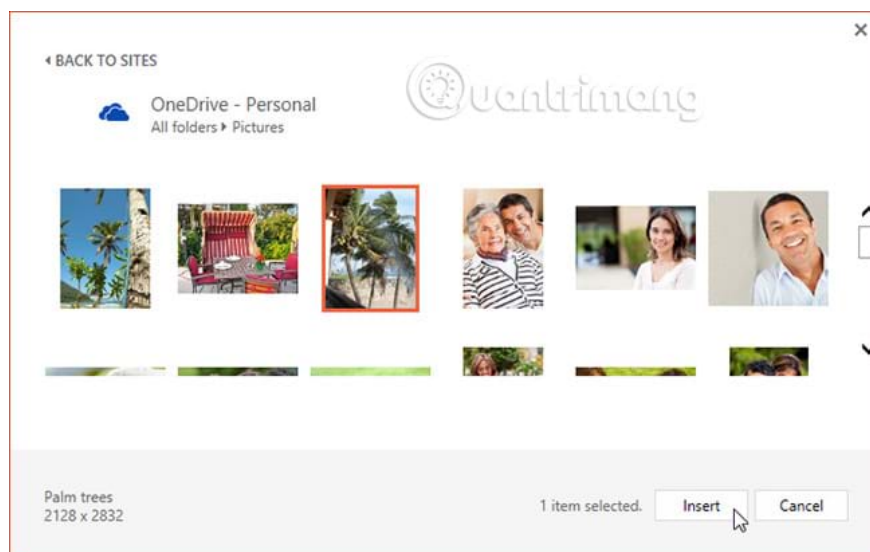 ◂ BACK TO SITES
Quantrimang
OneDrive - Personal
All folders ▸ Pictures
Palm trees
2128 x 2832
1 item selected.
Insert
Cancel